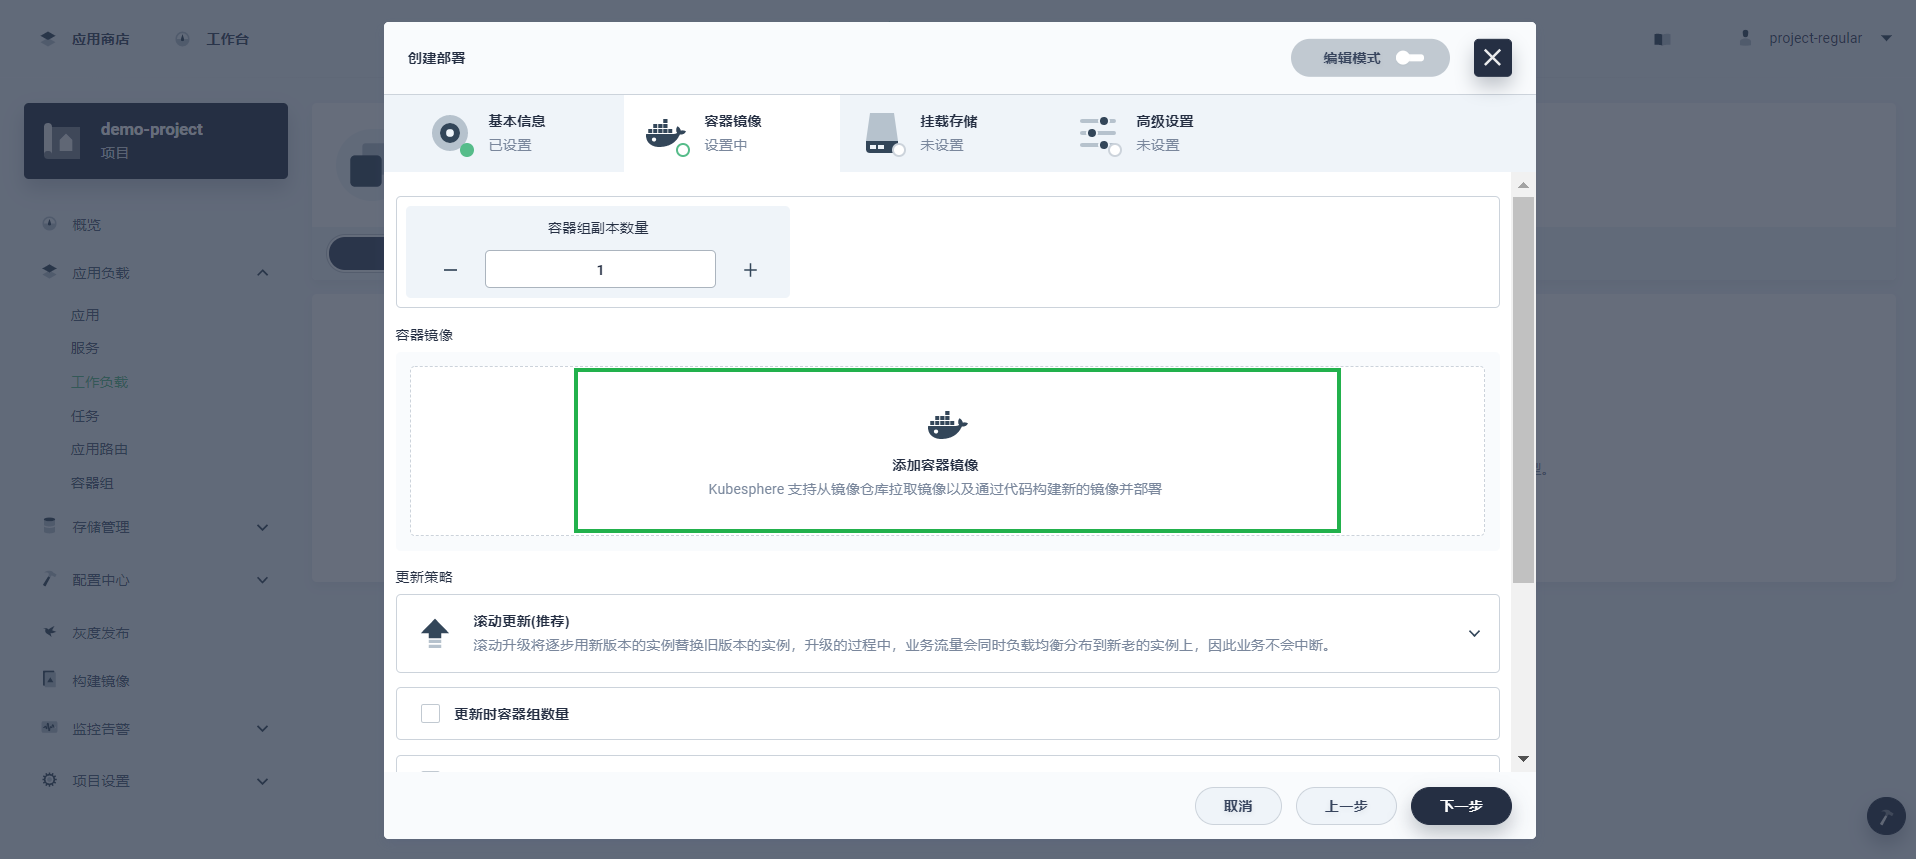 应用商店
工作台
project-regular
demo-project
项目
概览
应用负载
应用
服务
工作负载
任务
应用路由
容器组
存储管理
配置中心
灰度发布
构建镜像
监控告警
项目设置
创建部署
编辑模式
基本信息
已设置
容器镜像
设置中
挂载存储
未设置
高级设置
未设置
容器组副本数量
1
容器镜像
添加容器镜像
Kubesphere 支持从镜像仓库拉取镜像以及通过代码构建新的镜像并部署
更新策略
滚动更新(推荐)
滚动升级将逐步用新版本的实例替换旧版本的实例，升级的过程中，业务流量会同时负载均衡分布到新老的实例上，因此业务不会中断。
更新时容器组数量
取消
上一步
下一步